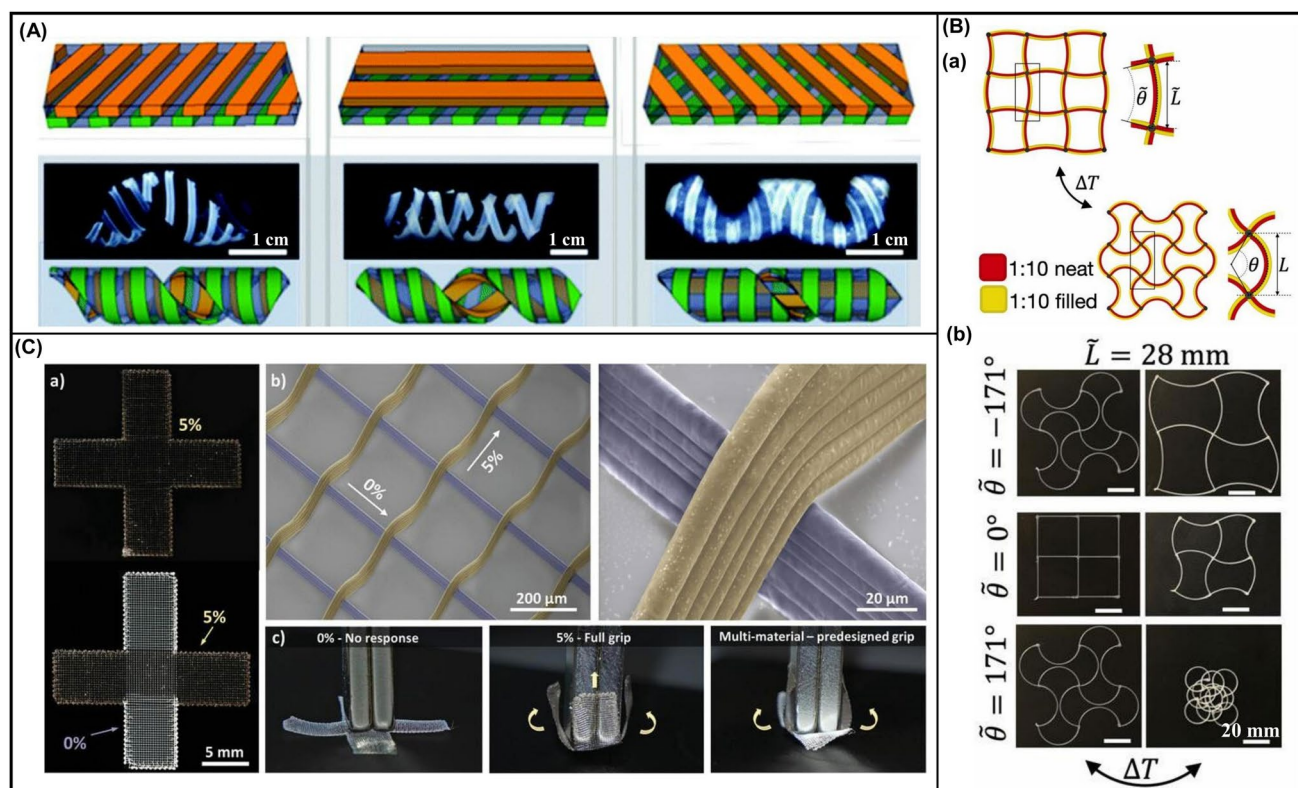 (A)
1 cm
1 cm
1 cm
(B)
(a)
θ̃
L̃
ΔT
θ
L
1:10 neat
1:10 filled
(b)
L̃ = 28 mm
θ̃ = −171°
θ̃ = 0°
θ̃ = 171°
20 mm
ΔT
(C)
a)
5%
5%
0%
5 mm
b)
0%
5%
200 µm
20 µm
c)
0% - No response
5% - Full grip
Multi-material – predesigned grip